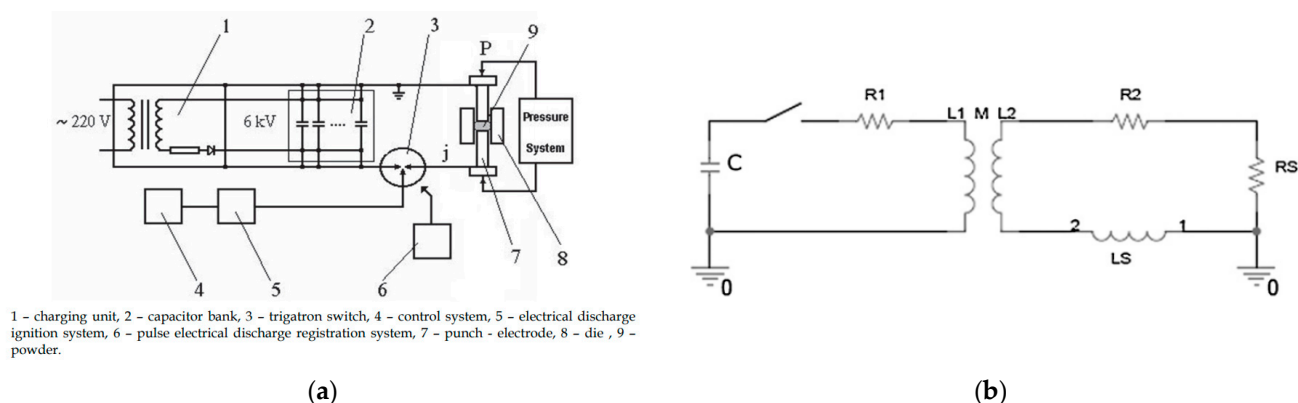 1
2
3
9
P
~ 220 V
6 kV
....
j
Pressure
System
4
5
6
7
8
1 – charging unit, 2 – capacitor bank, 3 – trigatron switch, 4 – control system, 5 – electrical discharge
ignition system, 6 – pulse electrical discharge registration system, 7 – punch - electrode, 8 – die , 9 –
powder.
(a)
R1
L1 M L2
R2
C
RS
2
1
LS
0
0
(b)